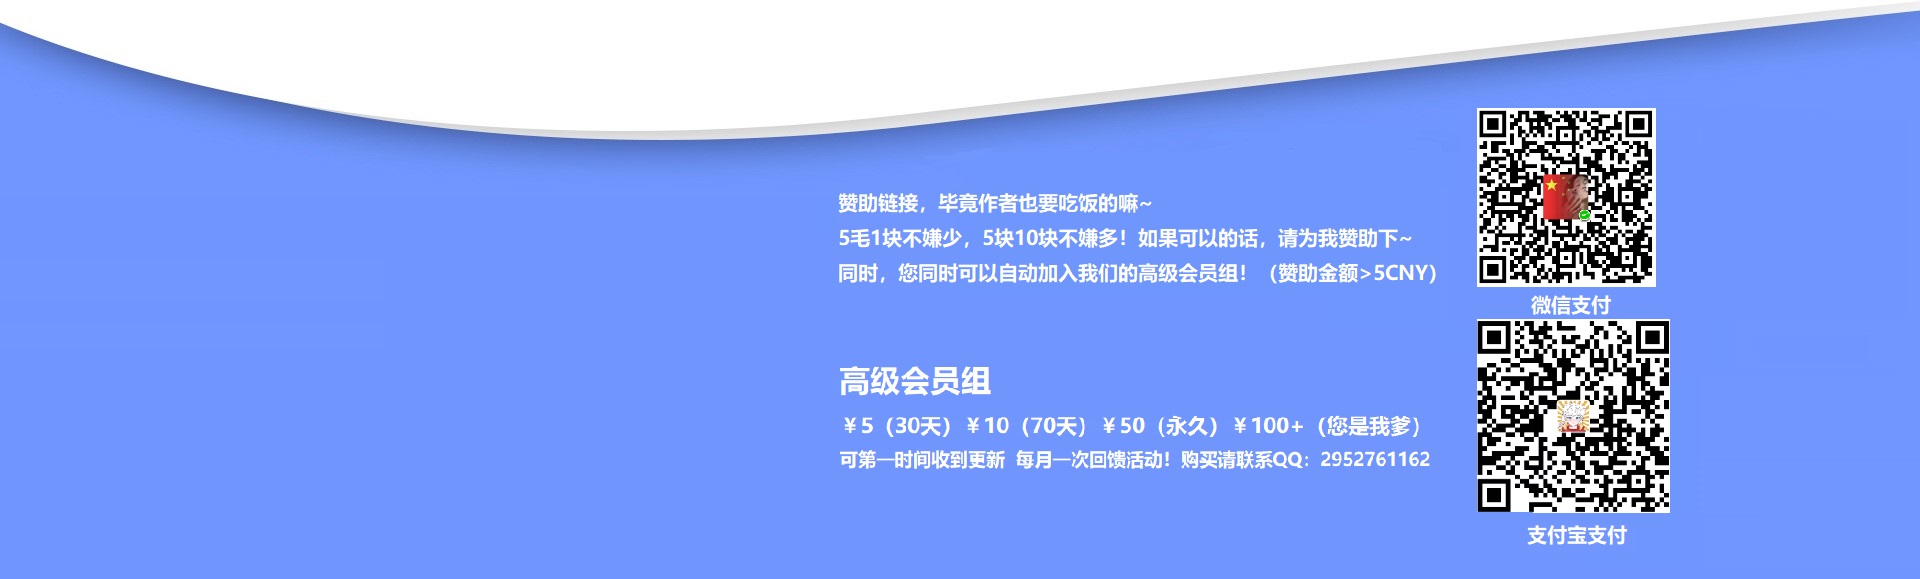 赞助链接，毕竟作者也要吃饭的嘛~
5毛1块不嫌少，5块10块不嫌多！如果可以的话，请为我赞助下~
同时，您同时可以自动加入我们的高级会员组！（赞助金额>5CNY）
微信支付
高级会员组
￥5（30天）￥10（70天）￥50（永久）￥100+（您是我爹）
可第一时间收到更新 每月一次回馈活动！购买请联系QQ：2952761162
支付宝支付